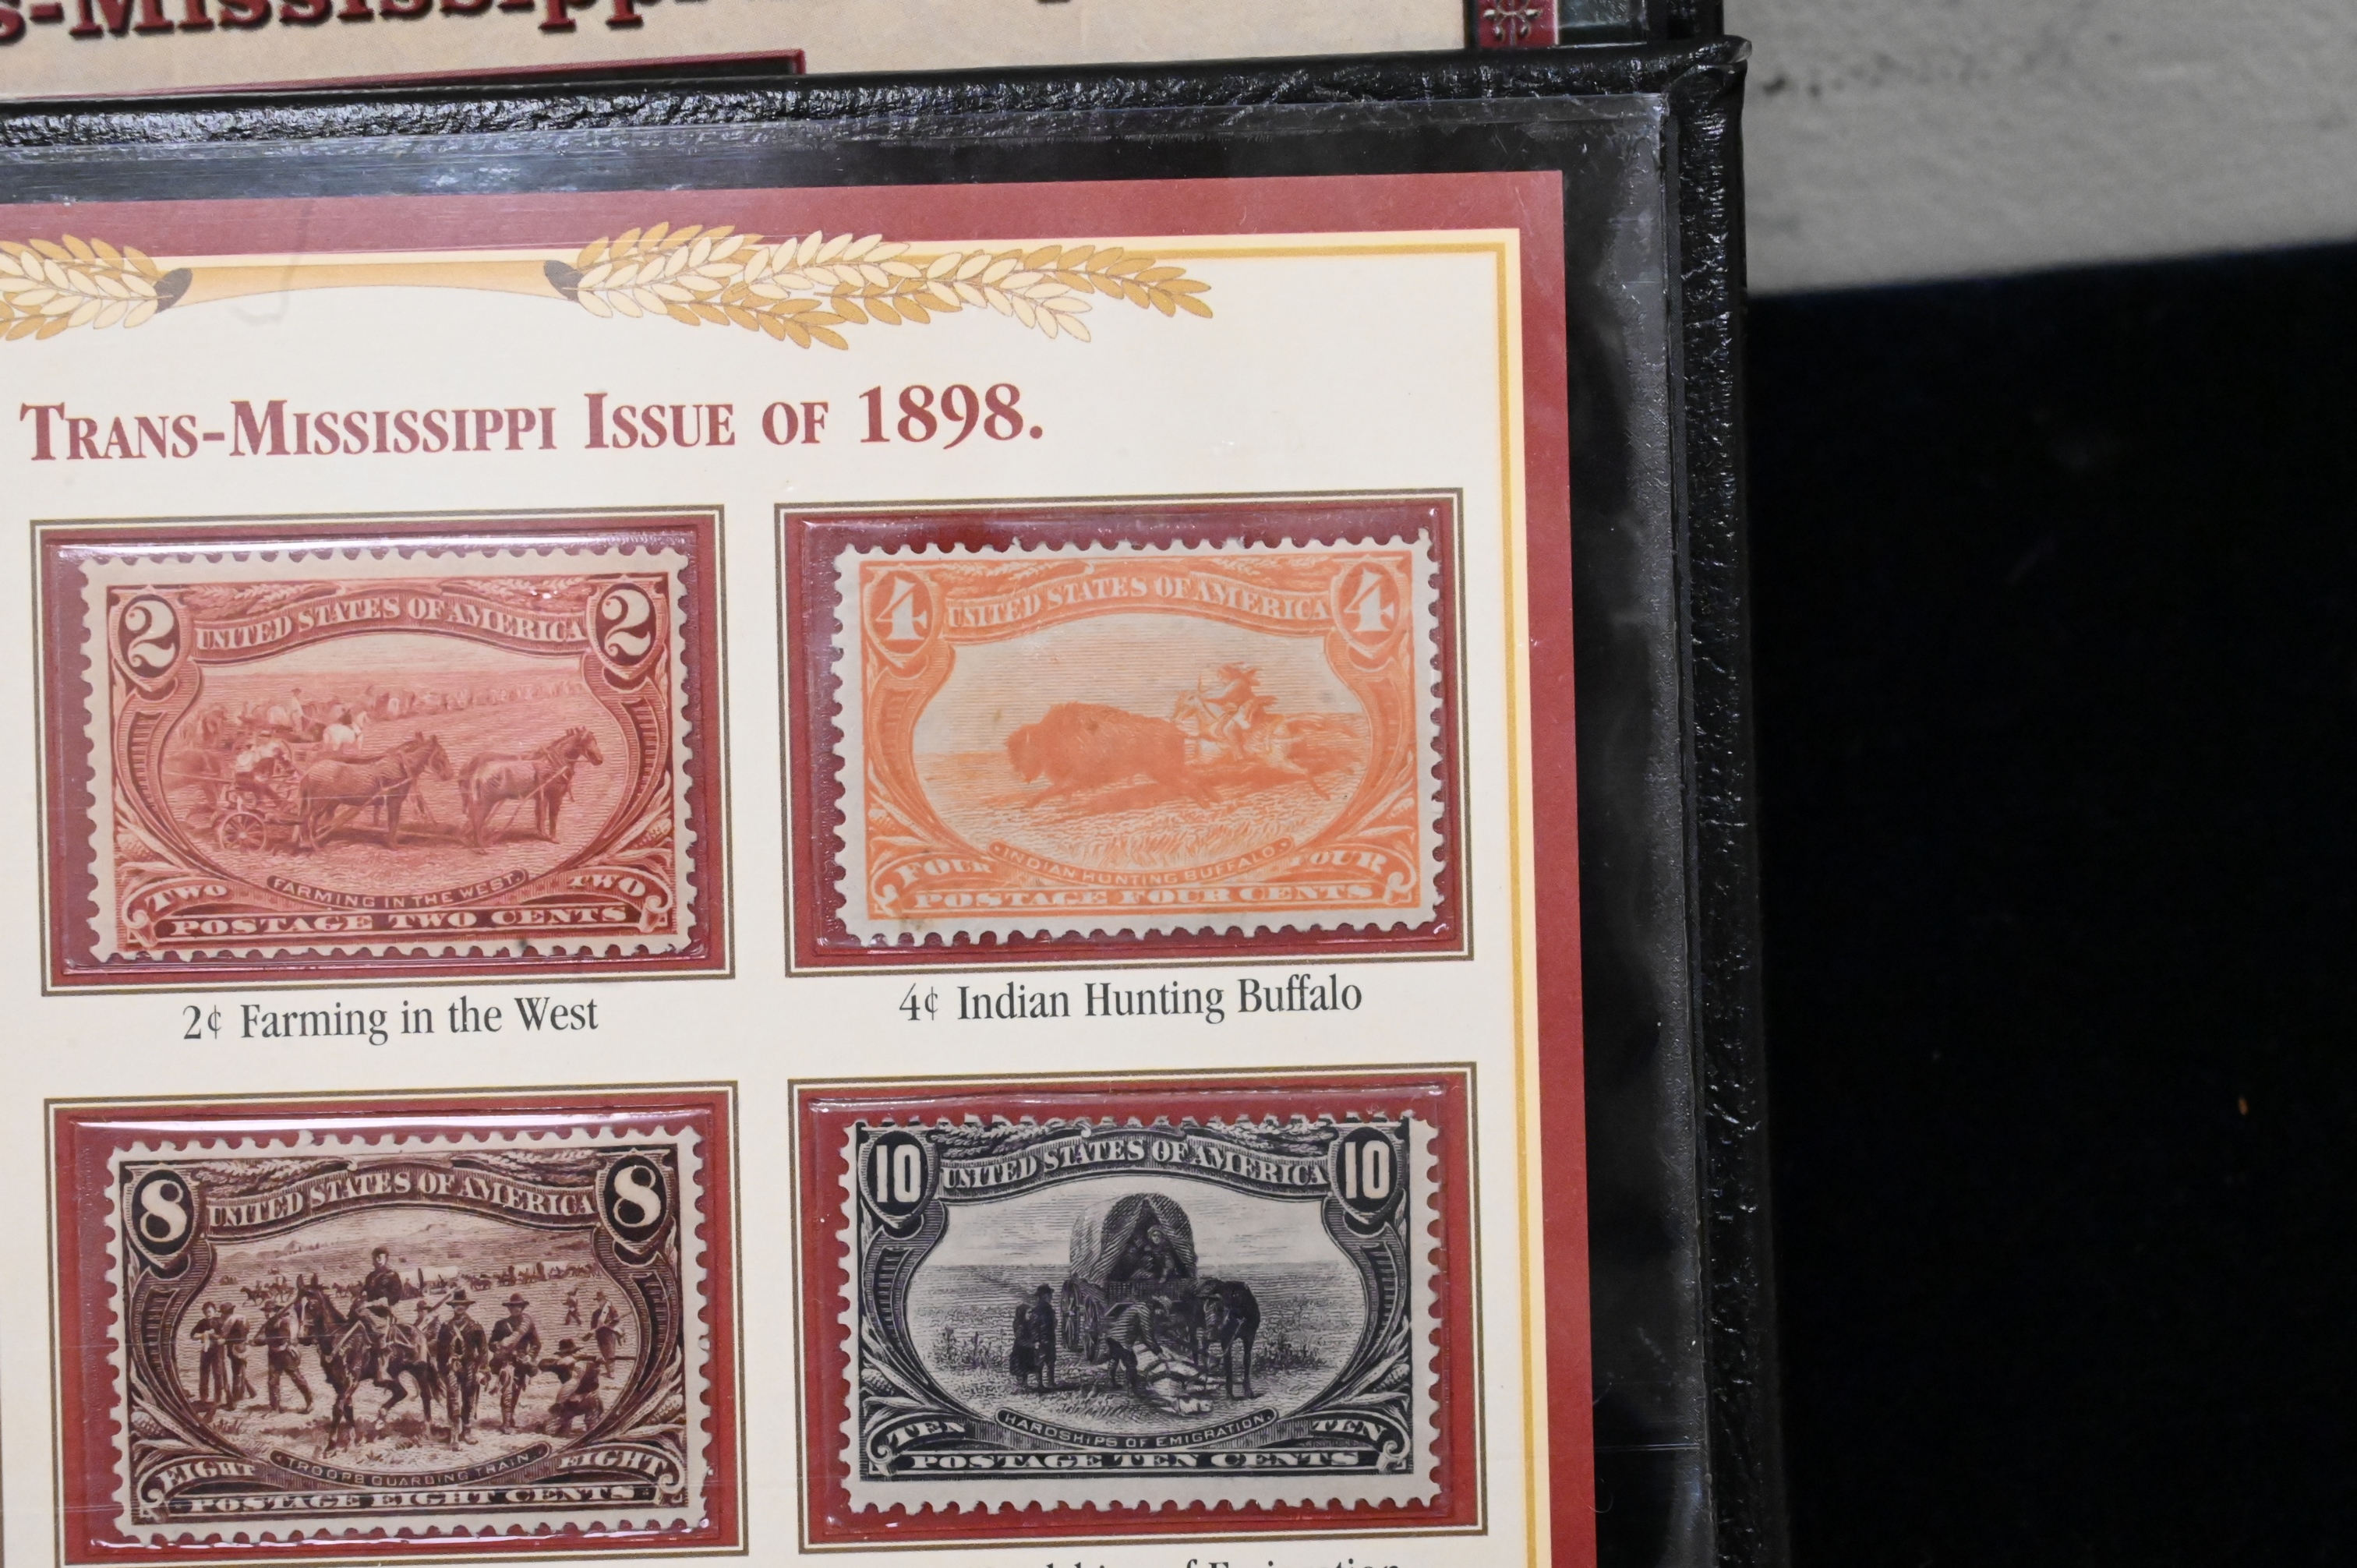 s-Mississippi
TRANS-MISSISSIPPI ISSUE OF 1898.
2 UNITED STATES OF AMERICA 2
FARMING IN THE WEST.
TWO TWO
POSTAGE TWO CENTS
2¢ Farming in the West
4 UNITED STATES OF AMERICA 4
INDIAN HUNTING BUFFALO
FOUR FOUR
POSTAGE FOUR CENTS
4¢ Indian Hunting Buffalo
8 UNITED STATES OF AMERICA 8
TROOPS GUARDING TRAIN
EIGHT EIGHT
POSTAGE EIGHT CENTS
10 UNITED STATES OF AMERICA 10
HARDSHIPS OF EMIGRATION.
TEN TEN
POSTAGE TEN CENTS
of Emigration